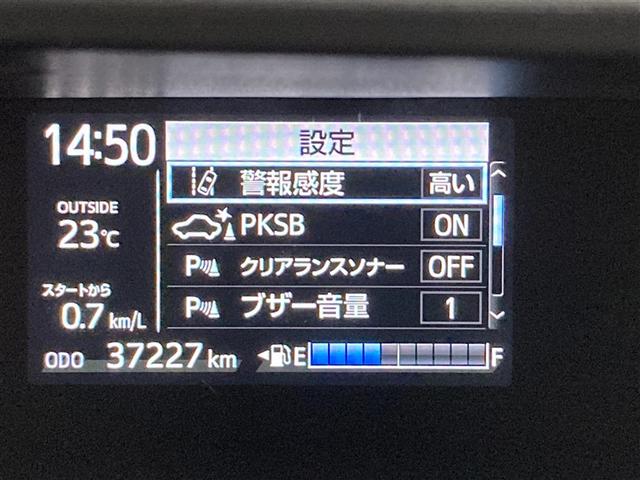 14:50
設定
警報感度 高い
OUTSIDE
23℃
PKSB ON
P クリアランスソナー OFF
スタートから
0.7 km/L
P ブザー音量 1
ODO 37227 km
E F